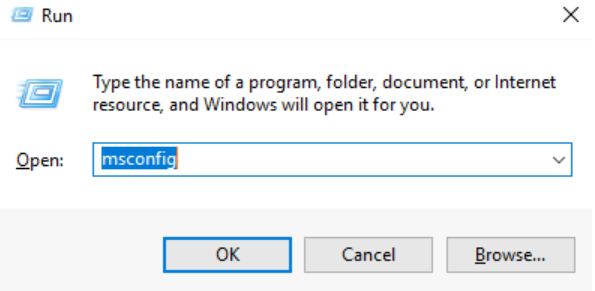 Run
Type the name of a program, folder, document, or Internet
resource, and Windows will open it for you.
Open: msconfig
OK Cancel Browse...